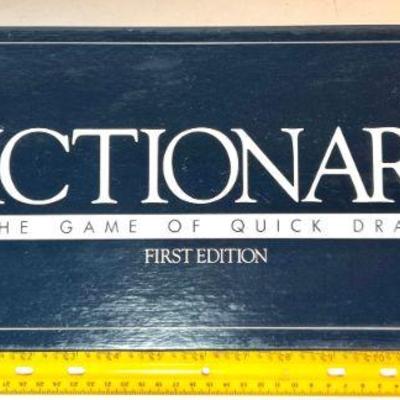 ICTIONAR
HE GAME OF QUICK DRA
FIRST EDITION